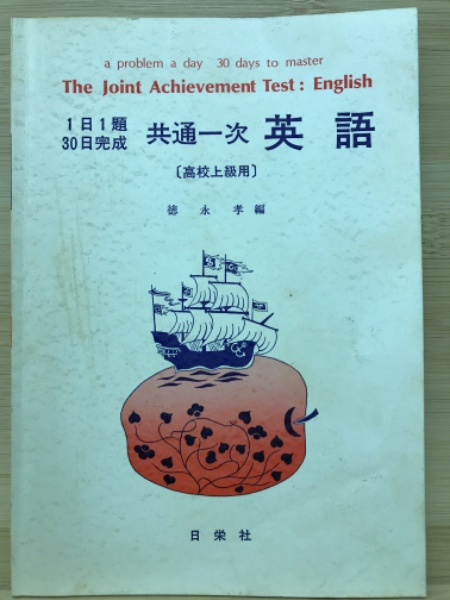 a problem a day 30 days to master
The Joint Achievement Test: English
1日1題
30日完成
共通一次 英語
〔高校上級用〕
徳永孝編
日栄社